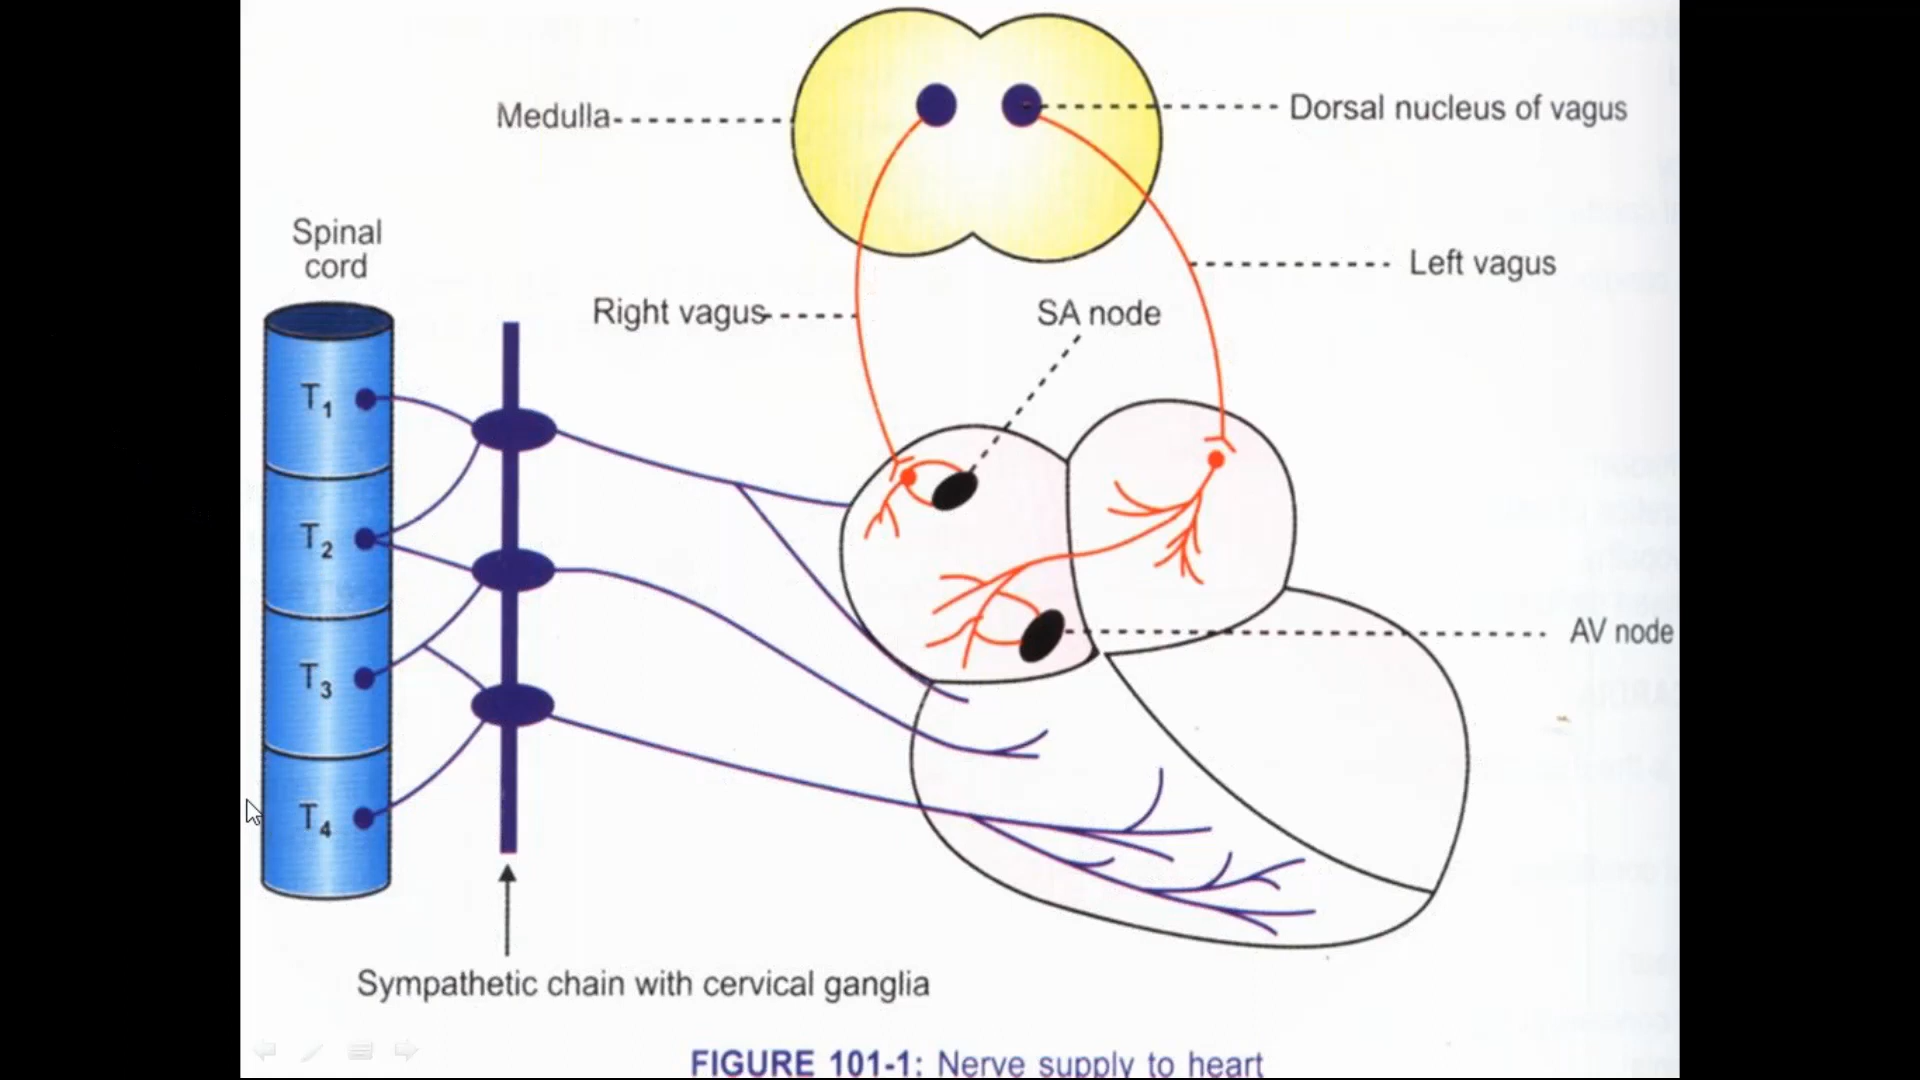 Medulla
Dorsal nucleus of vagus
Spinal
cord
Left vagus
Right vagus
SA node
T1
T2
T3
T4
AV node
Sympathetic chain with cervical ganglia
FIGURE 101-1: Nerve supply to heart